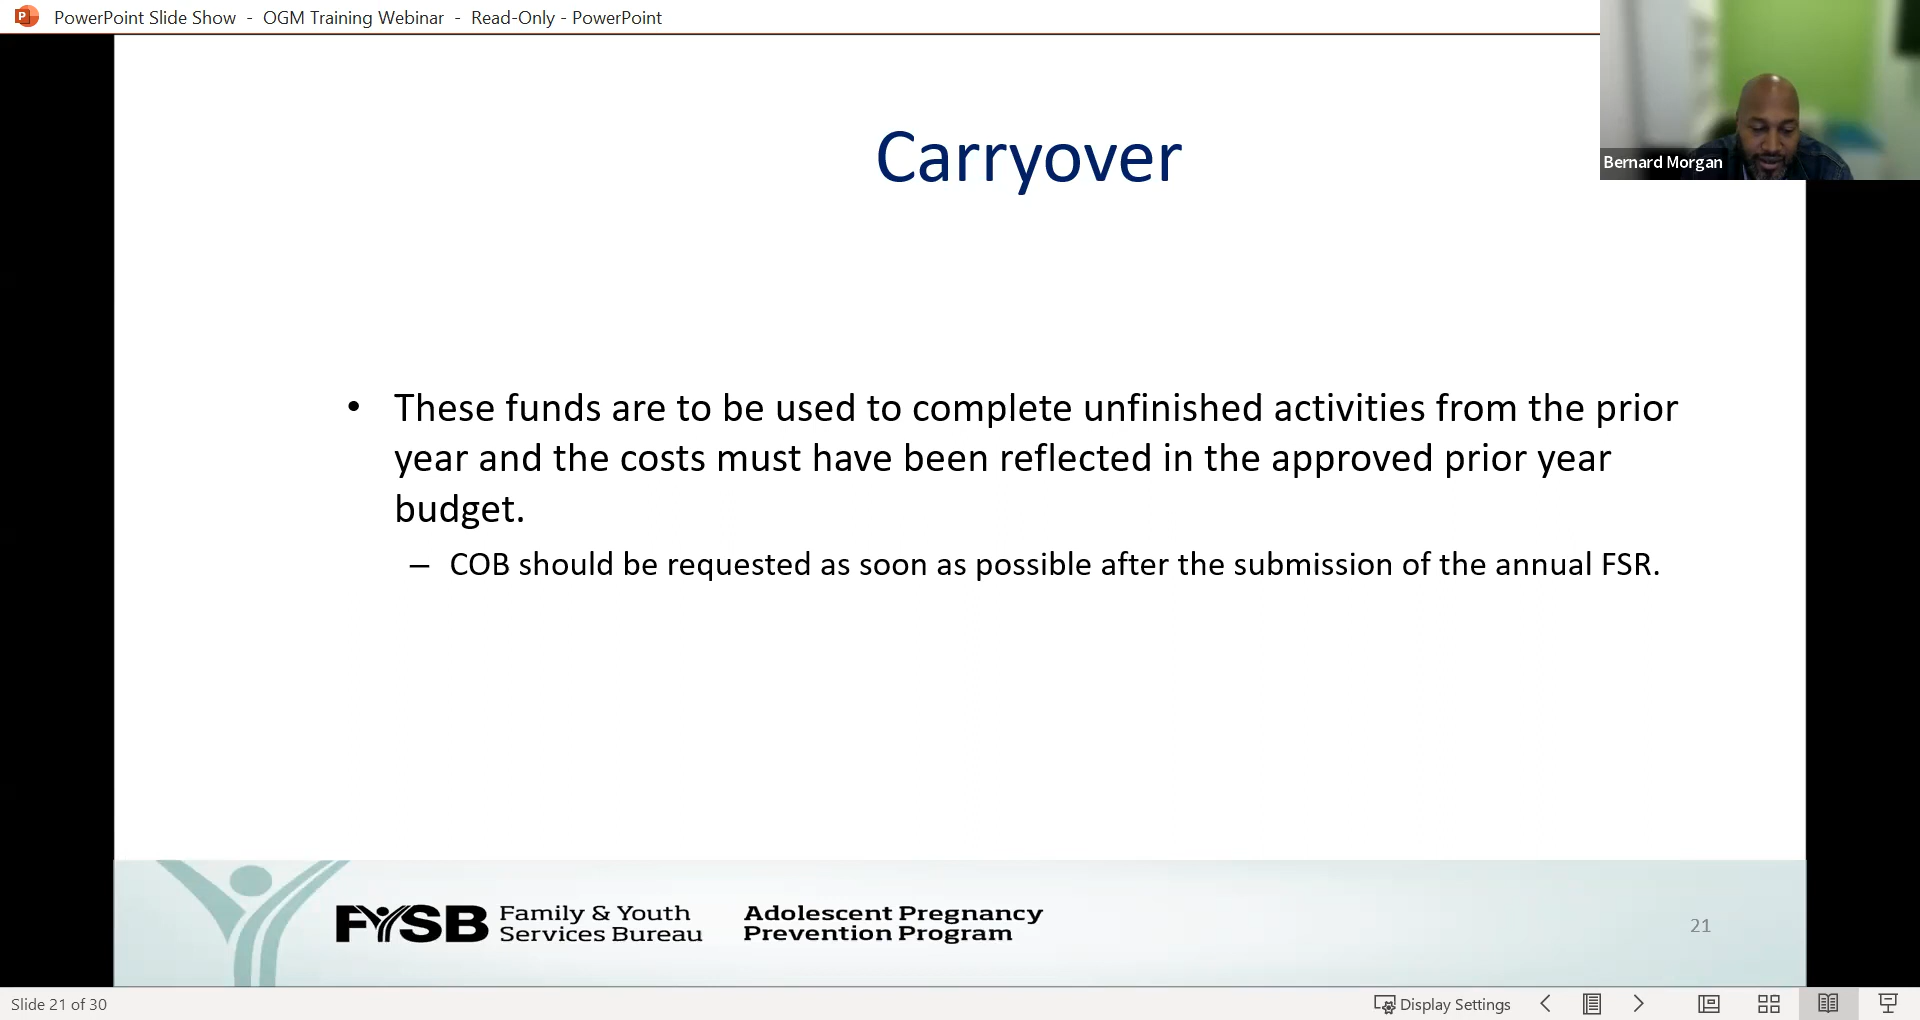 PowerPoint Slide Show - OGM Training Webinar - Read-Only - PowerPoint
Bernard Morgan
Carryover
• These funds are to be used to complete unfinished activities from the prior
year and the costs must have been reflected in the approved prior year
budget.
– COB should be requested as soon as possible after the submission of the annual FSR.
FYSB Family & Youth
Services Bureau
Adolescent Pregnancy
Prevention Program
21
Slide 21 of 30
Display Settings